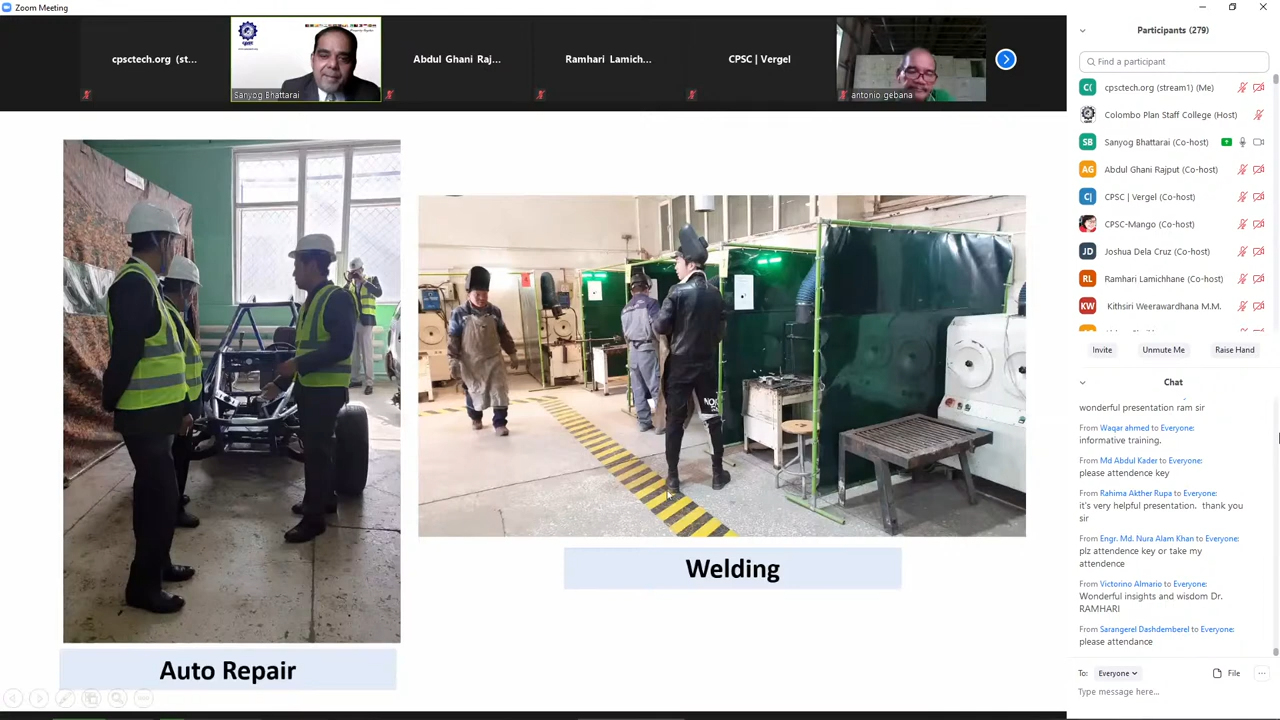 Zoom Meeting
cpsctech.org (st...
Abdul Ghani Raj...
Ramhari Lamich...
CPSC | Vergel
Sanyog Bhattarai
antonio gebana
Auto Repair
Welding
Participants (279)
Find a participant
C( cpsctech.org (stream1) (Me)
Colombo Plan Staff College (Host)
SB Sanyog Bhattarai (Co-host)
AG Abdul Ghani Rajput (Co-host)
C| CPSC | Vergel (Co-host)
CPSC-Mango (Co-host)
JD Joshua Dela Cruz (Co-host)
RL Ramhari Lamichhane (Co-host)
KW Kithsiri Weerawardhana M.M.
Invite
Unmute Me
Raise Hand
Chat
wonderful presentation ram sir
From Waqar ahmed to Everyone:
informative training.
From Md Abdul Kader to Everyone:
please attendence key
From Rahima Akther Rupa to Everyone:
it's very helpful presentation. thank you
sir
From Engr. Md. Nura Alam Khan to Everyone:
plz attendence key or take my
attendence
From Victorino Almario to Everyone:
Wonderful insights and wisdom Dr.
RAMHARI
From Sarangerel Dashdemberel to Everyone:
please attendance
To: Everyone
File
Type message here...